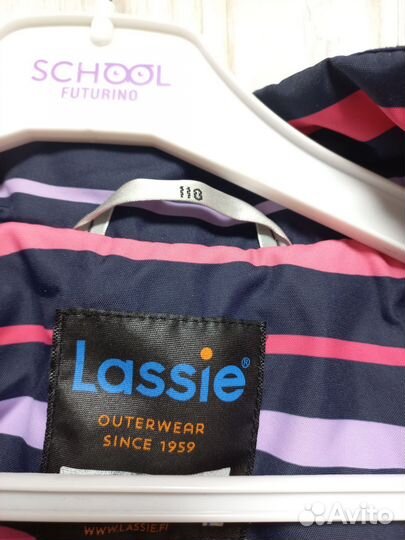 SCHOOL
FUTURINO
110
Lassie®
OUTERWEAR
SINCE 1959
WWW.LASSIE.FI
Avito